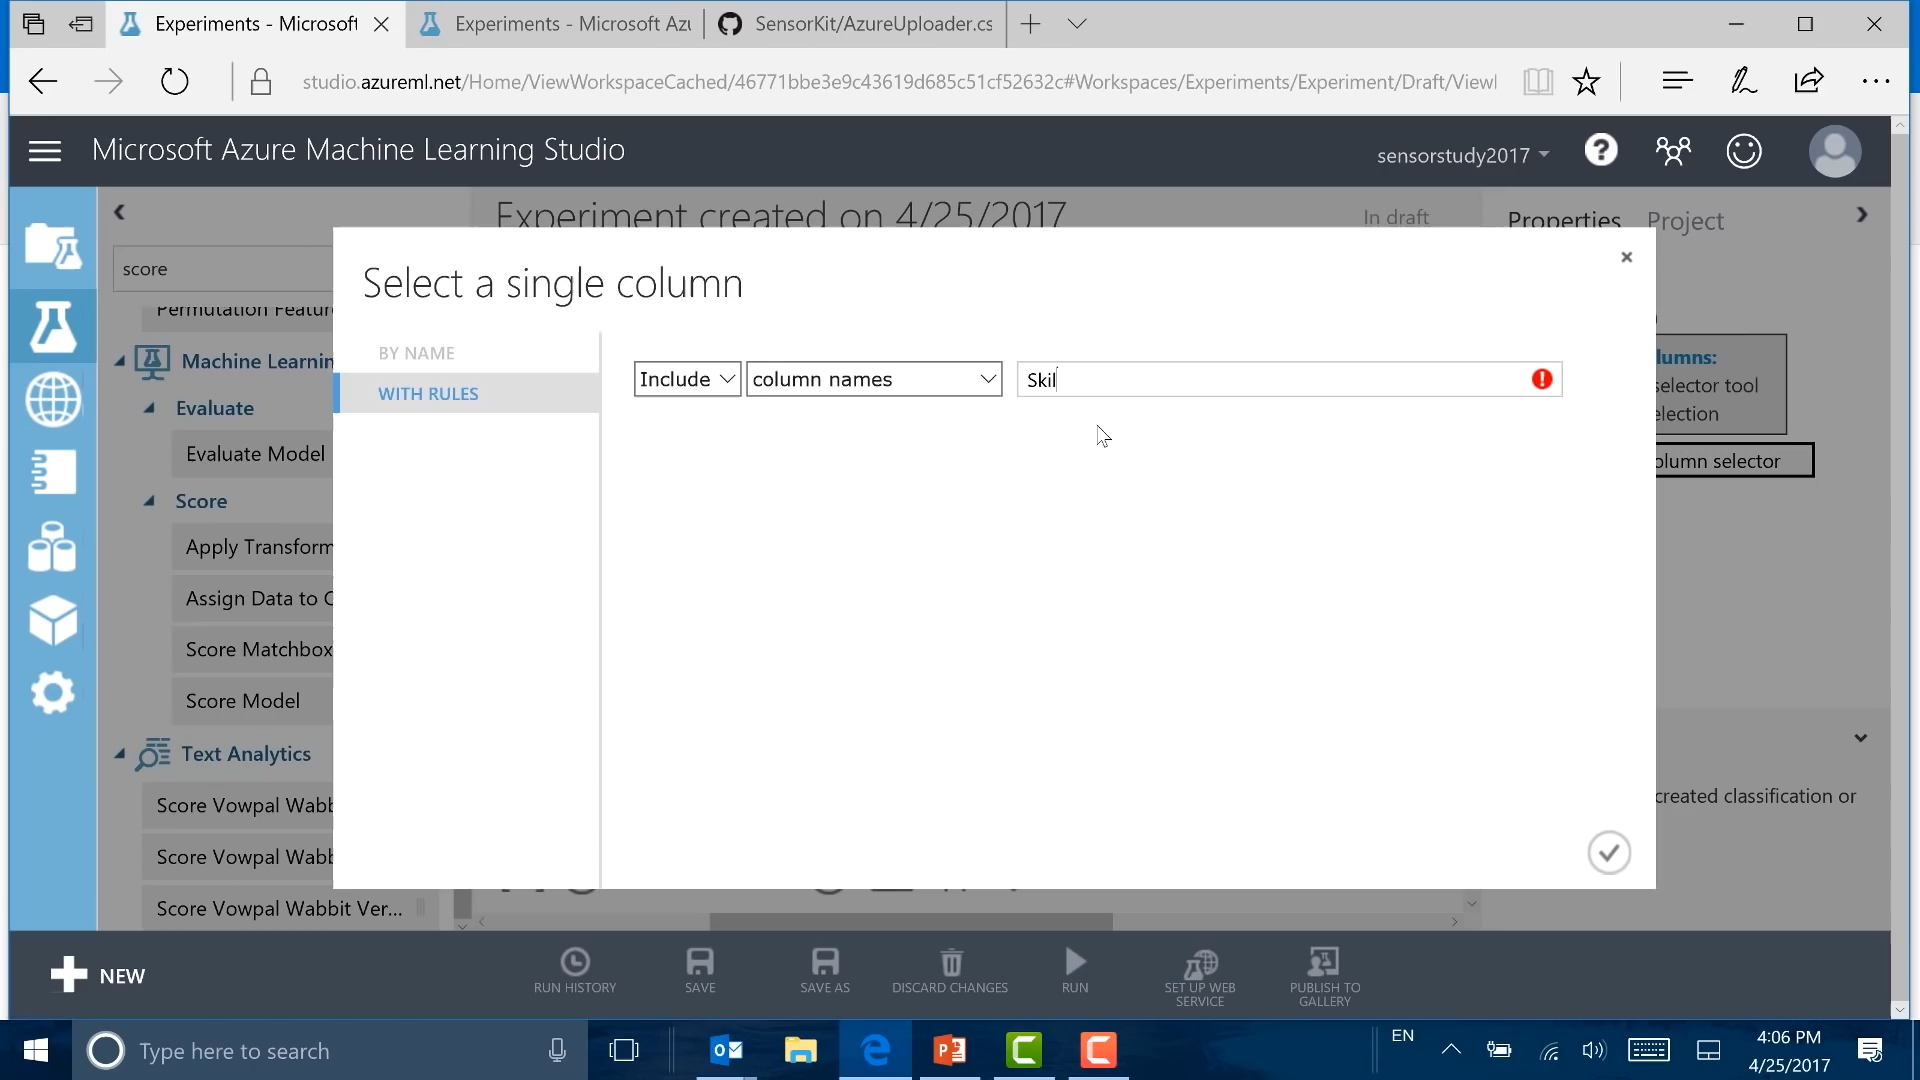 Experiments - Microsoft
Experiments - Microsoft Azu
SensorKit/AzureUploader.cs
studio.azureml.net/Home/ViewWorkspaceCached/46771bbe3e9c43619d685c51cf52632c#Workspaces/Experiments/Experiment/Draft/Viewl
Microsoft Azure Machine Learning Studio
sensorstudy2017
score
Experiment created on 4/25/2017
In draft
Properties
Project
Permutation Featur
Machine Learnin
Evaluate
Evaluate Model
Score
Apply Transform
Assign Data to C
Score Matchbox
Score Model
Text Analytics
Score Vowpal Wabb
Score Vowpal Wabb
Score Vowpal Wabbit Ver...
Select a single column
BY NAME
WITH RULES
Include
column names
Skil
lumns:
selector tool
election
olumn selector
created classification or
NEW
RUN HISTORY
SAVE
SAVE AS
DISCARD CHANGES
RUN
SET UP WEB
SERVICE
PUBLISH TO
GALLERY
Type here to search
EN
4:06 PM
4/25/2017